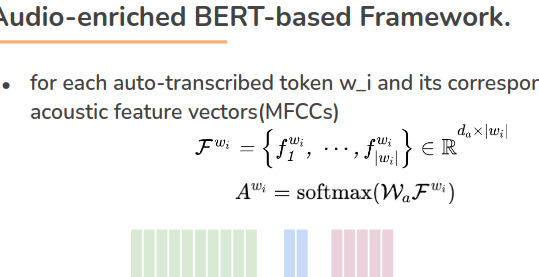 Audio-enriched BERT-based Framework.
• for each auto-transcribed token w_i and its
acoustic feature vectors(MFCCs)
$\mathcal{F}^{w_i} = \left\{ f_1^{w_i}, \cdots, f_{|w_i|}^{w_i} \right\} \in \mathbb{R}^{d_a \times |w_i|}$
$A^{w_i} = \text{softmax}(\mathcal{W}_a \mathcal{F}^{w_i})$